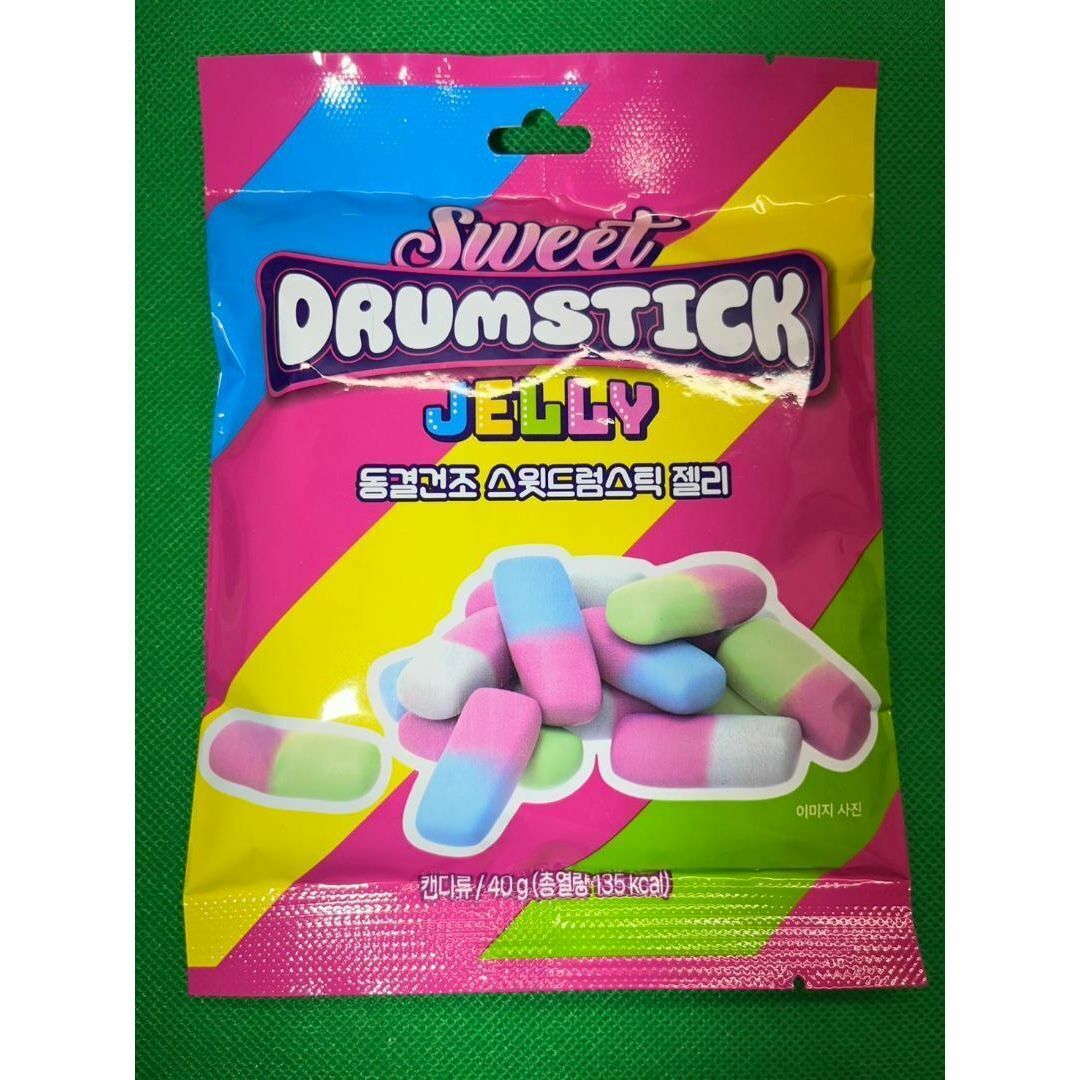 Sweet
DRUMSTICK
JELLY
동결건조 스윗드럼스틱 젤리
이미지 사진
캔디류 / 40 g (총열량 135 kcal)